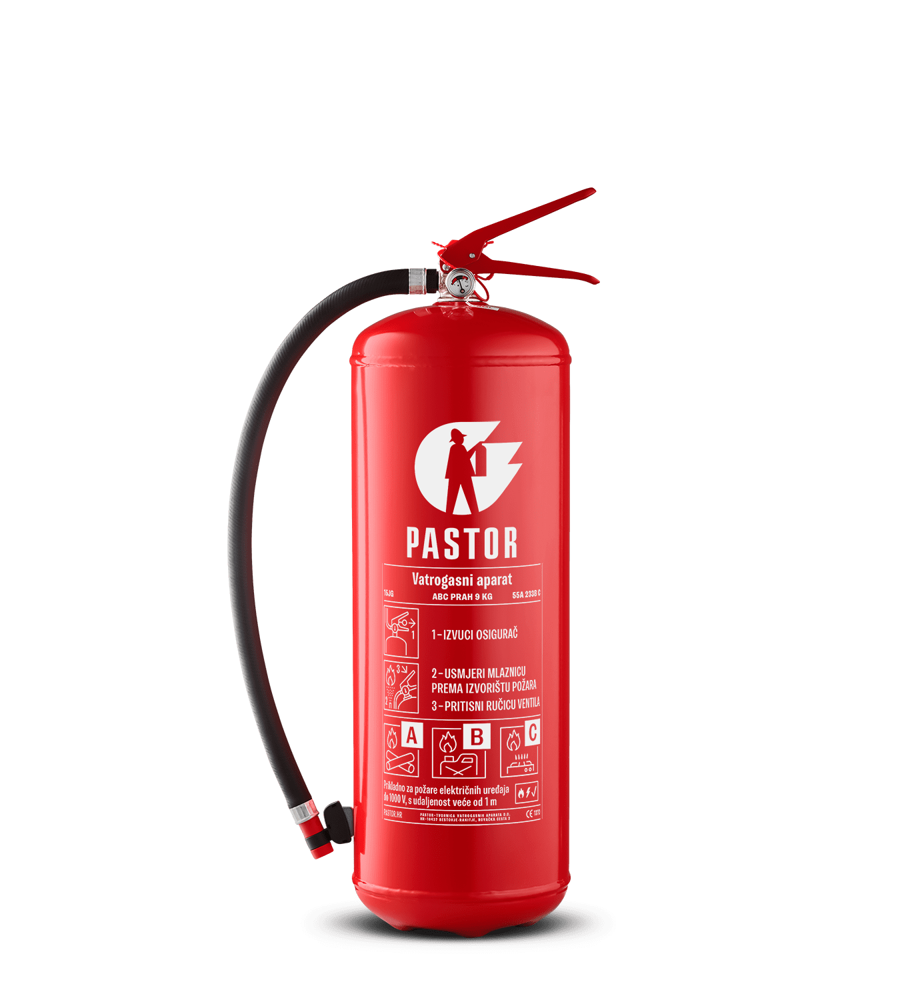 PASTOR
Vatrogasni aparat
15JG ABC PRAH 9 KG 55A 233B C
1
1 – IZVUCI OSIGURAČ
3
2
2 – USMJERI MLAZNICU
PREMA IZVORIŠTU POŽARA
3 – PRITISNI RUČICU VENTILA
A B C
Prikladno za požare električnih uređaja
do 1000 V, s udaljenost veće od 1 m
PASTOR.HR
PASTOR-TVORNICA VATROGASNIH APARATA D.O.
HR-10437 BESTOVJE-RAKITJE, NOVAČKA CESTA 2
CE 1312